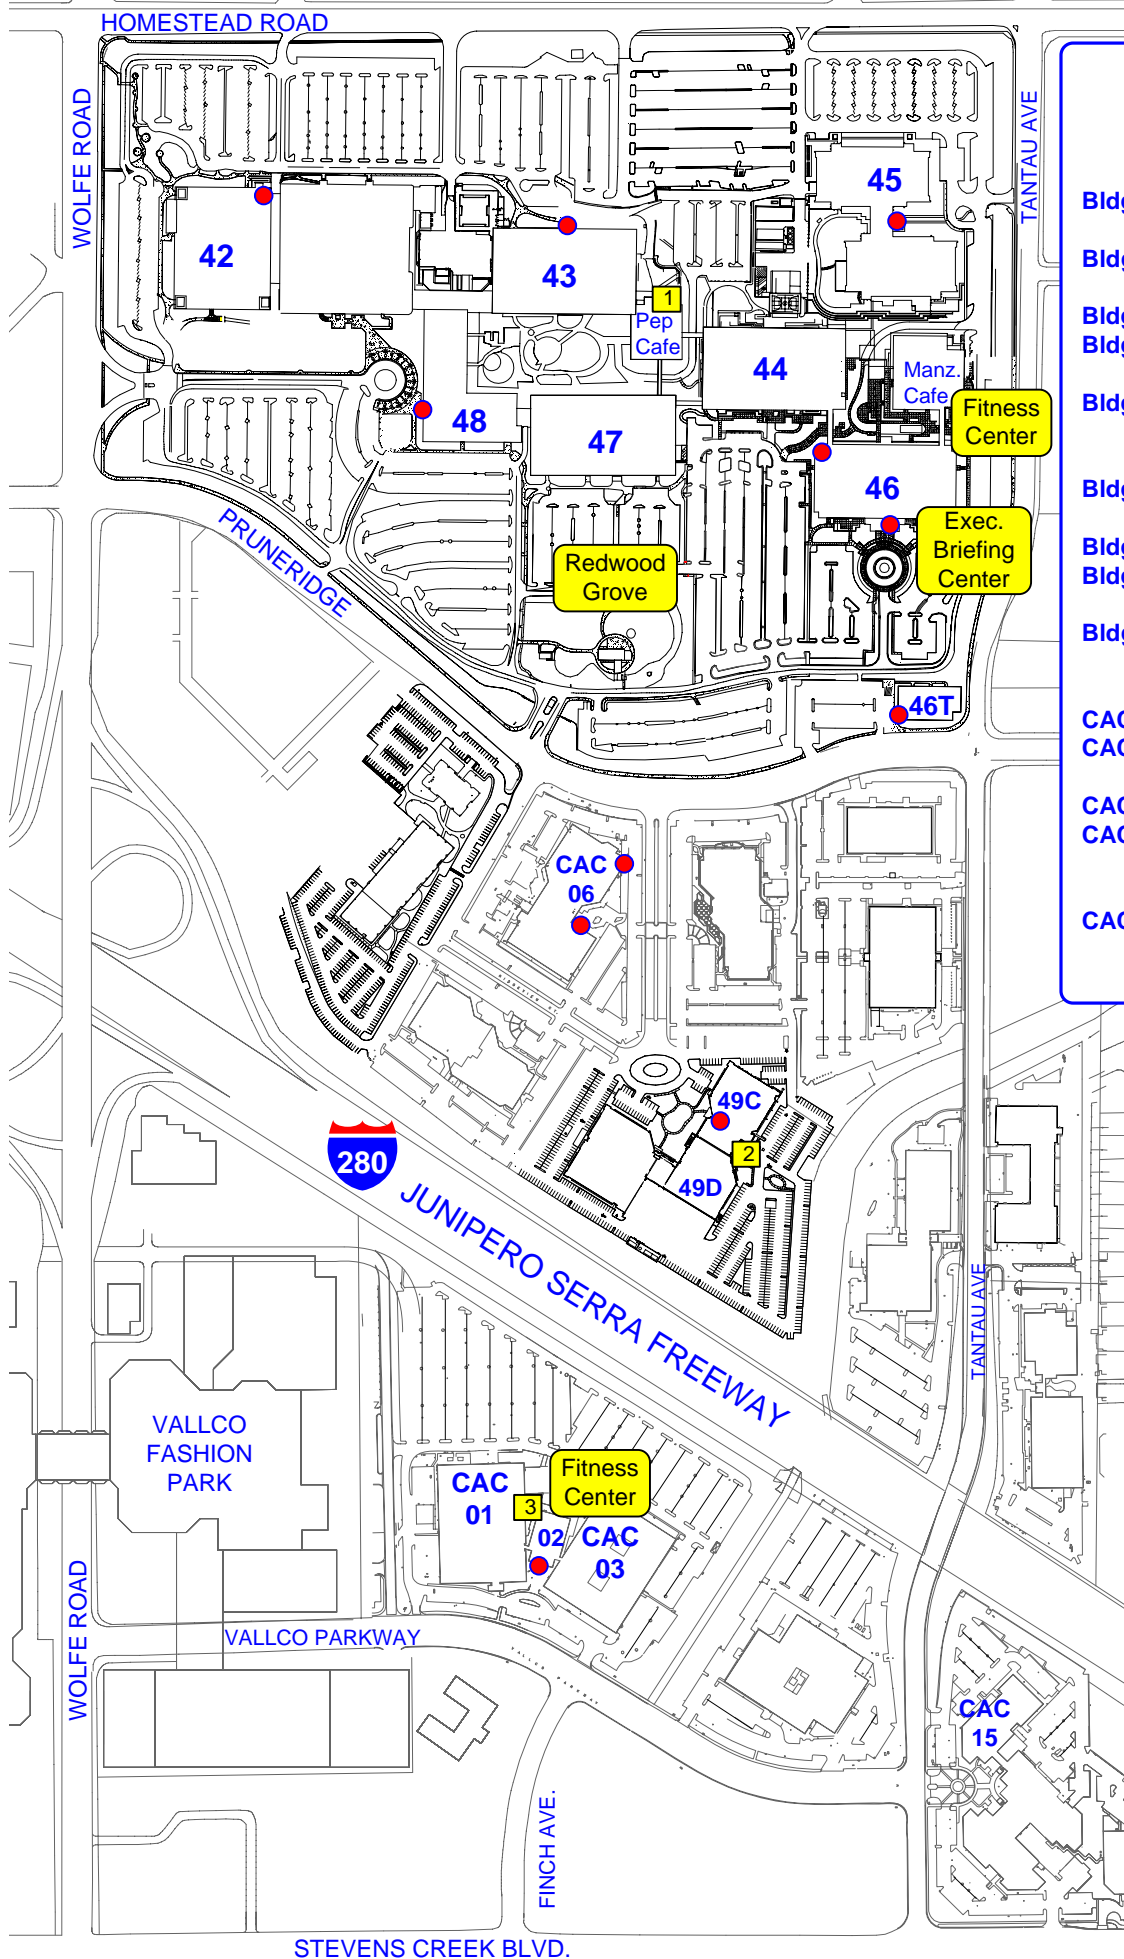 HOMESTEAD ROAD
WOLFE ROAD
TANTAU AVE
45
42
43
1
Pep
Cafe
44
Manz.
Cafe
Fitness
Center
48
47
46
Exec.
Briefing
Center
Redwood
Grove
PRUNERIDGE
46T
CAC
06
49C
2
49D
280
JUNIPERO SERRA FREEWAY
TANTAU AVE
VALLCO
FASHION
PARK
Fitness
Center
CAC
01
3
02
CAC
03
WOLFE ROAD
VALLCO PARKWAY
CAC
15
FINCH AVE.
STEVENS CREEK BLVD.